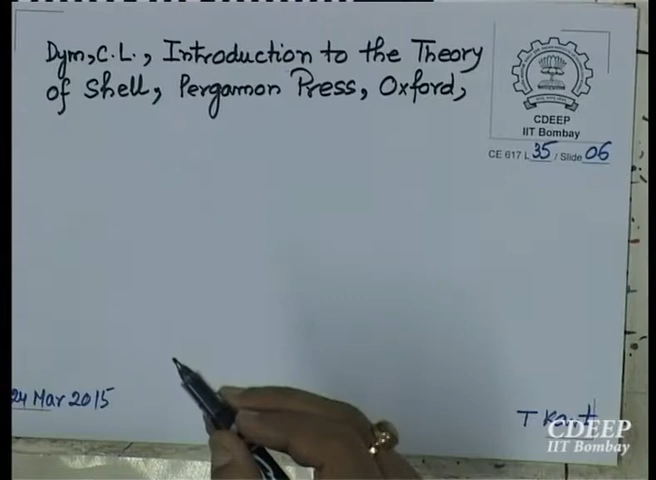 Dym, C.L., Introduction to the Theory
of Shell, Pergamon Press, Oxford,
CDEEP
IIT Bombay
CE 617 L 35 / Slide 06
24 Mar 2015
CDEEP
IIT Bombay